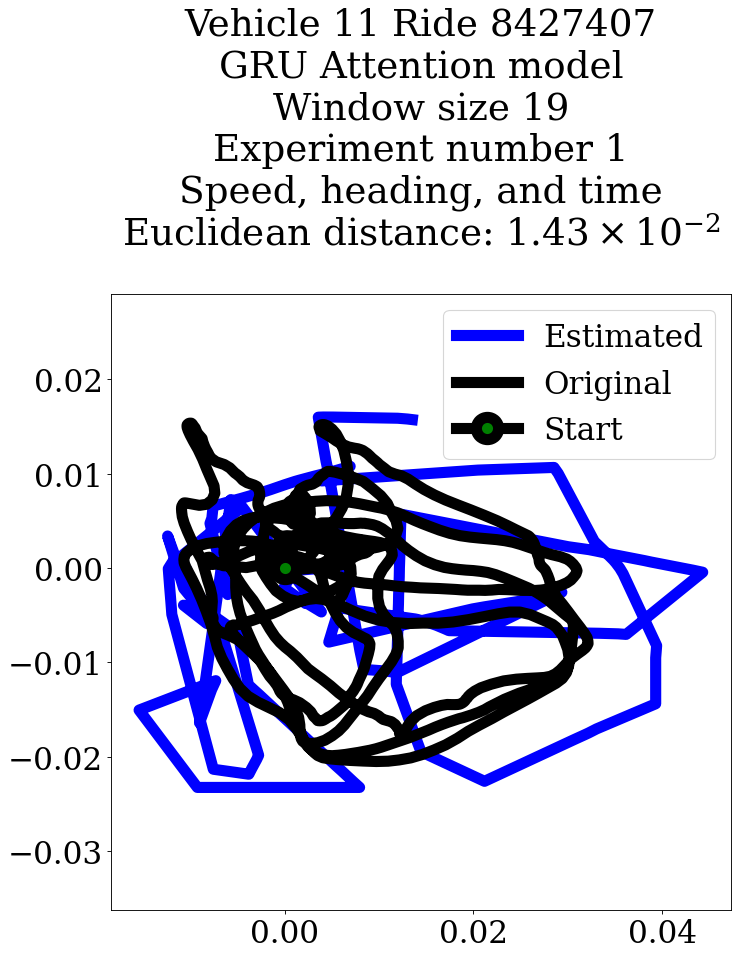 Vehicle 11 Ride 8427407
GRU Attention model
Window size 19
Experiment number 1
Speed, heading, and time
Euclidean distance: 1.43 × 10⁻²
Estimated
Original
Start
0.02
0.01
0.00
−0.01
−0.02
−0.03
0.00 0.02 0.04